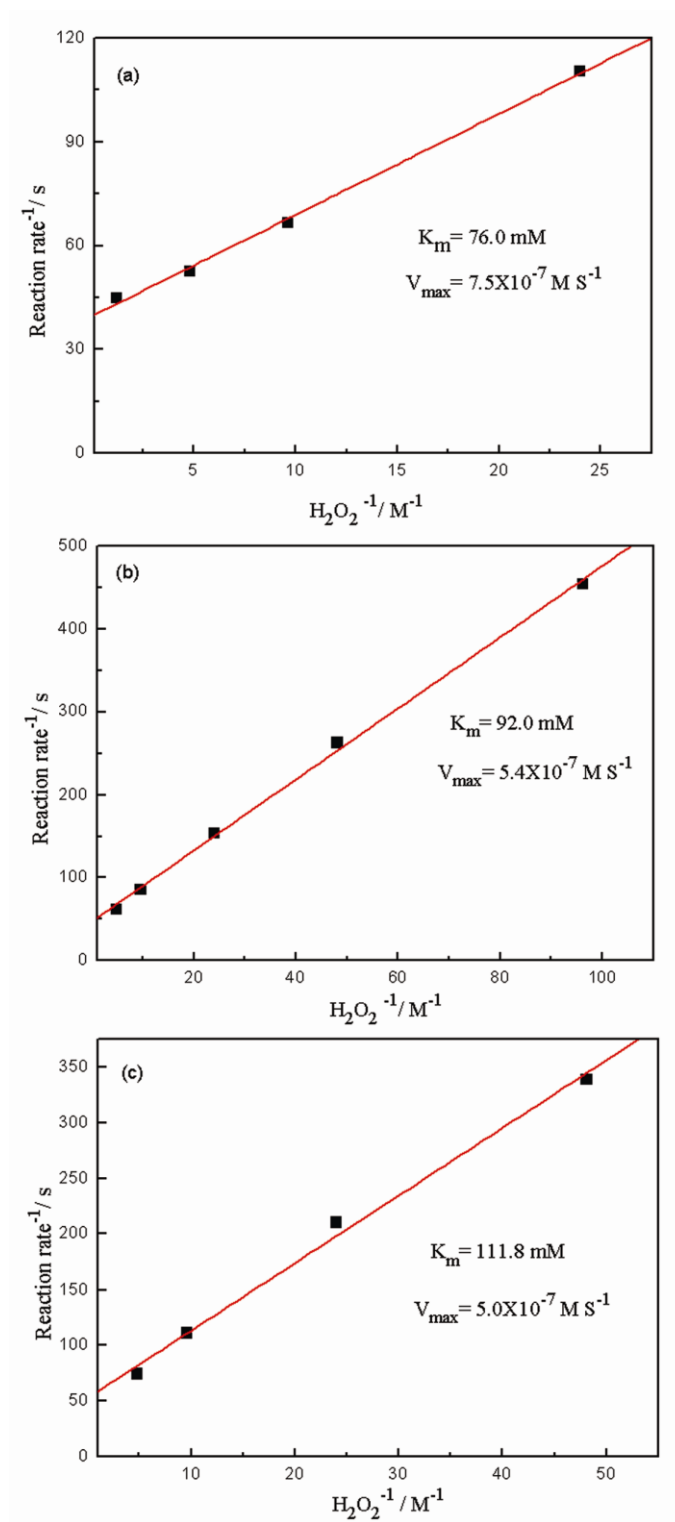 (a)
120
90
60
30
0
Reaction rate⁻¹/ s
Kₘ= 76.0 mM
Vₘₐₓ= 7.5X10⁻⁷ M S⁻¹
5 10 15 20 25
H₂O₂ ⁻¹/ M⁻¹
(b)
500
400
300
200
100
0
Reaction rate⁻¹/ s
Kₘ= 92.0 mM
Vₘₐₓ= 5.4X10⁻⁷ M S⁻¹
20 40 60 80 100
H₂O₂ ⁻¹/ M⁻¹
(c)
350
300
250
200
150
100
50
0
Reaction rate⁻¹/ s
Kₘ= 111.8 mM
Vₘₐₓ= 5.0X10⁻⁷ M S⁻¹
10 20 30 40 50
H₂O₂⁻¹/ M⁻¹